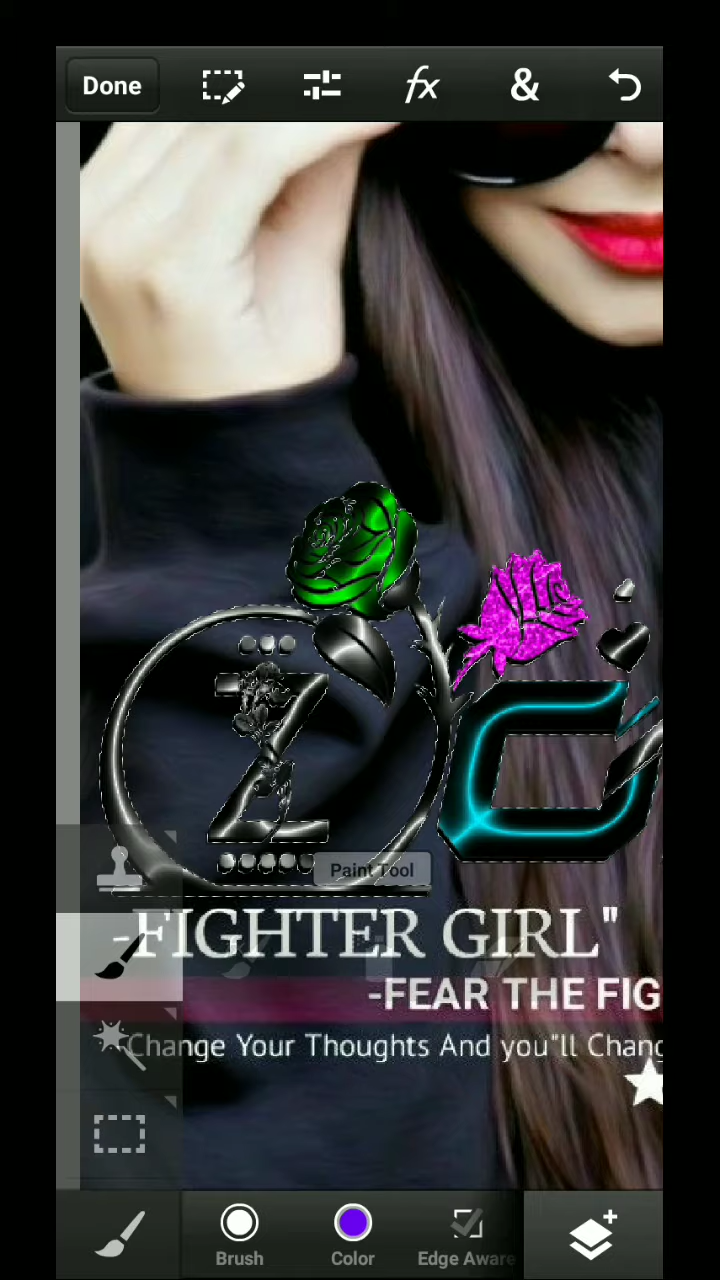 Done fx &
Z G
Paint Tool
-FIGHTER GIRL"
-FEAR THE FIG
Change Your Thoughts And you"ll Chang
Brush Color Edge Aware